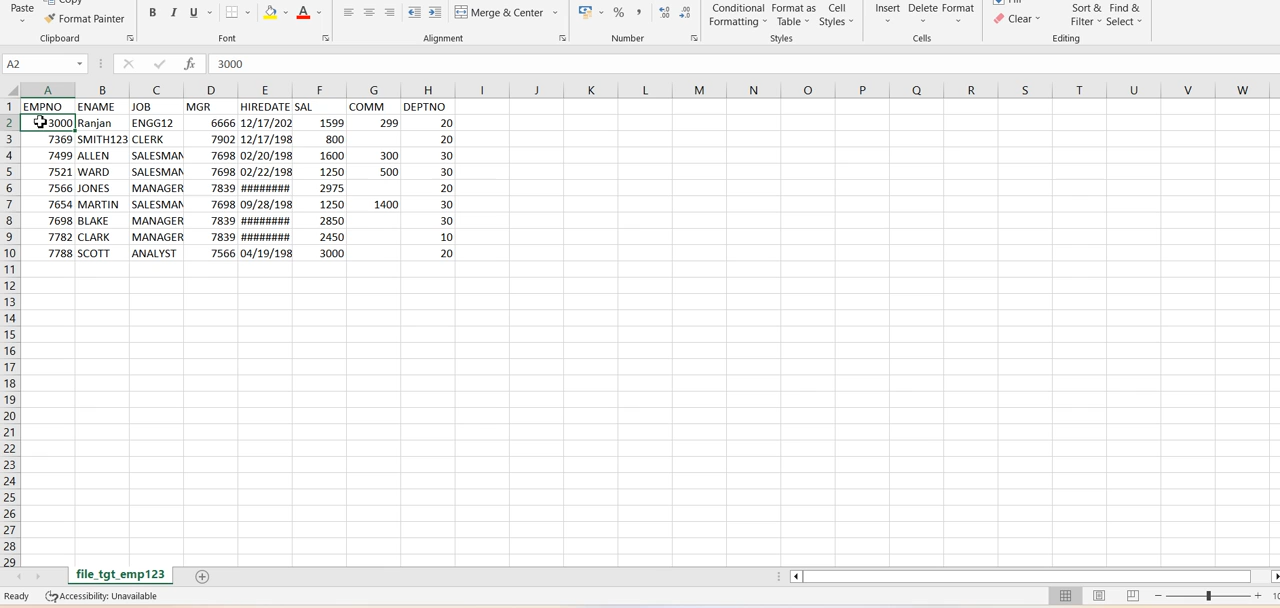 Paste Copy
Format Painter
Clipboard
B I U
Font
Merge & Center
Alignment
%
Number
Conditional Formatting
Format as Table
Cell Styles
Styles
Insert Delete Format
Cells
Fill
Clear
Sort & Filter
Find & Select
Editing
A2 fx 3000
A B C D E F G H I J K L M N O P Q R S T U V W
1 EMPNO ENAME JOB MGR HIREDATE SAL COMM DEPTNO
2 3000 Ranjan ENGG12 6666 12/17/202 1599 299 20
3 7369 SMITH123 CLERK 7902 12/17/198 800 20
4 7499 ALLEN SALESMAN 7698 02/20/198 1600 300 30
5 7521 WARD SALESMAN 7698 02/22/198 1250 500 30
6 7566 JONES MANAGER 7839 ######## 2975 20
7 7654 MARTIN SALESMAN 7698 09/28/198 1250 1400 30
8 7698 BLAKE MANAGER 7839 ######## 2850 30
9 7782 CLARK MANAGER 7839 ######## 2450 10
10 7788 SCOTT ANALYST 7566 04/19/198 3000 20
11
12
13
14
15
16
17
18
19
20
21
22
23
24
25
26
27
28
29
file_tgt_emp123
Ready Accessibility: Unavailable
10